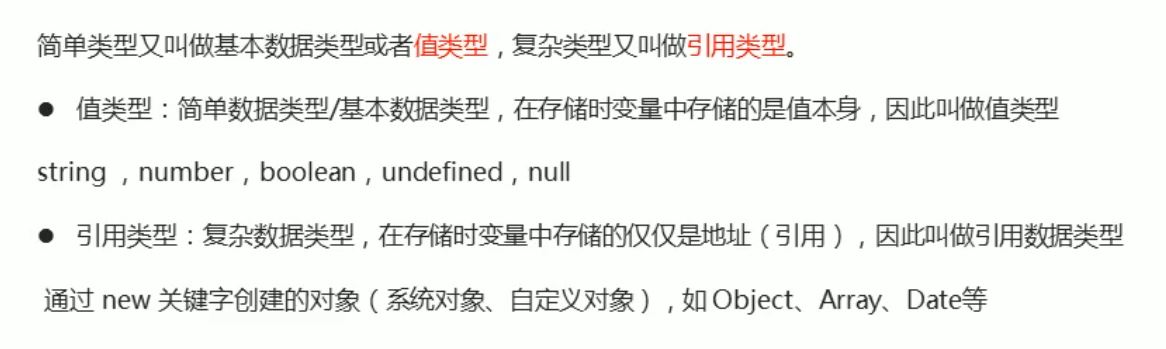 简单类型又叫做基本数据类型或者值类型，复杂类型又叫做引用类型。
● 值类型：简单数据类型/基本数据类型，在存储时变量中存储的是值本身，因此叫做值类型
string ，number，boolean，undefined，null
● 引用类型：复杂数据类型，在存储时变量中存储的仅仅是地址（引用），因此叫做引用数据类型
通过 new 关键字创建的对象（系统对象、自定义对象），如 Object、Array、Date等